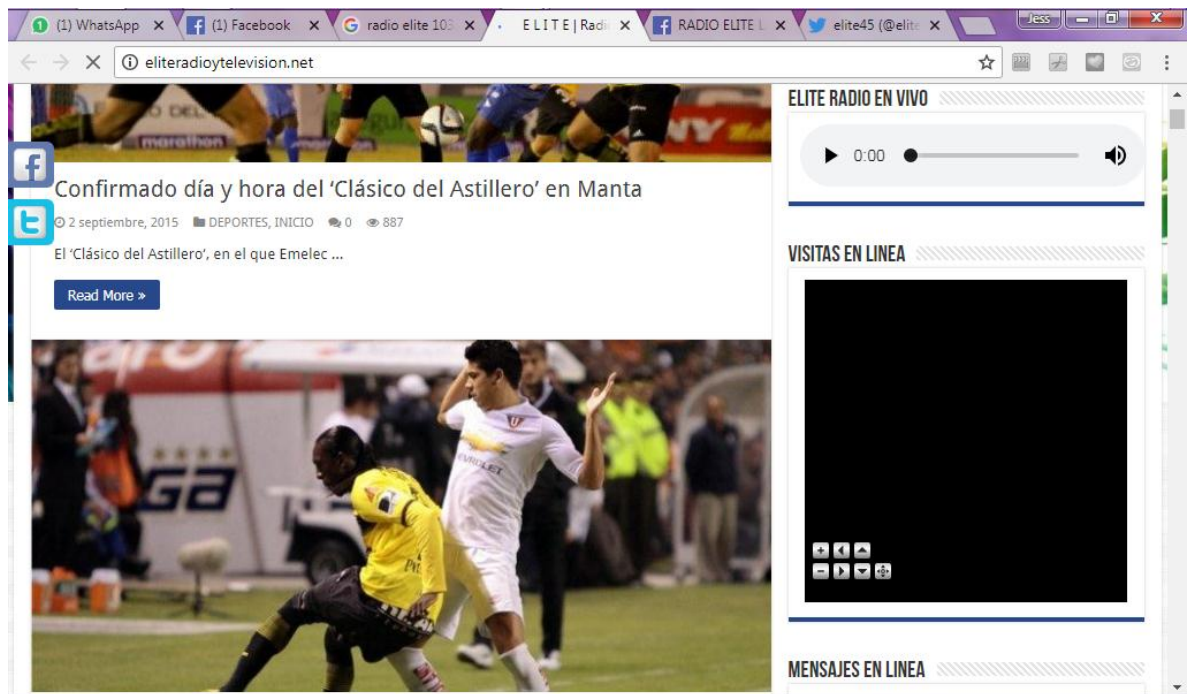 (1) WhatsApp
(1) Facebook
radio elite 103
E L I T E | Radi
RADIO ELITE L
elite45 (@elite
Jess
eliteradioytelevision.net
marathon
ELITE RADIO EN VIVO
0:00
Confirmado día y hora del ‘Clásico del Astillero’ en Manta
2 septiembre, 2015 DEPORTES, INICIO 0 887
El ‘Clásico del Astillero‘, en el que Emelec ...
Read More »
VISITAS EN LINEA
CHEVROLET
MENSAJES EN LINEA